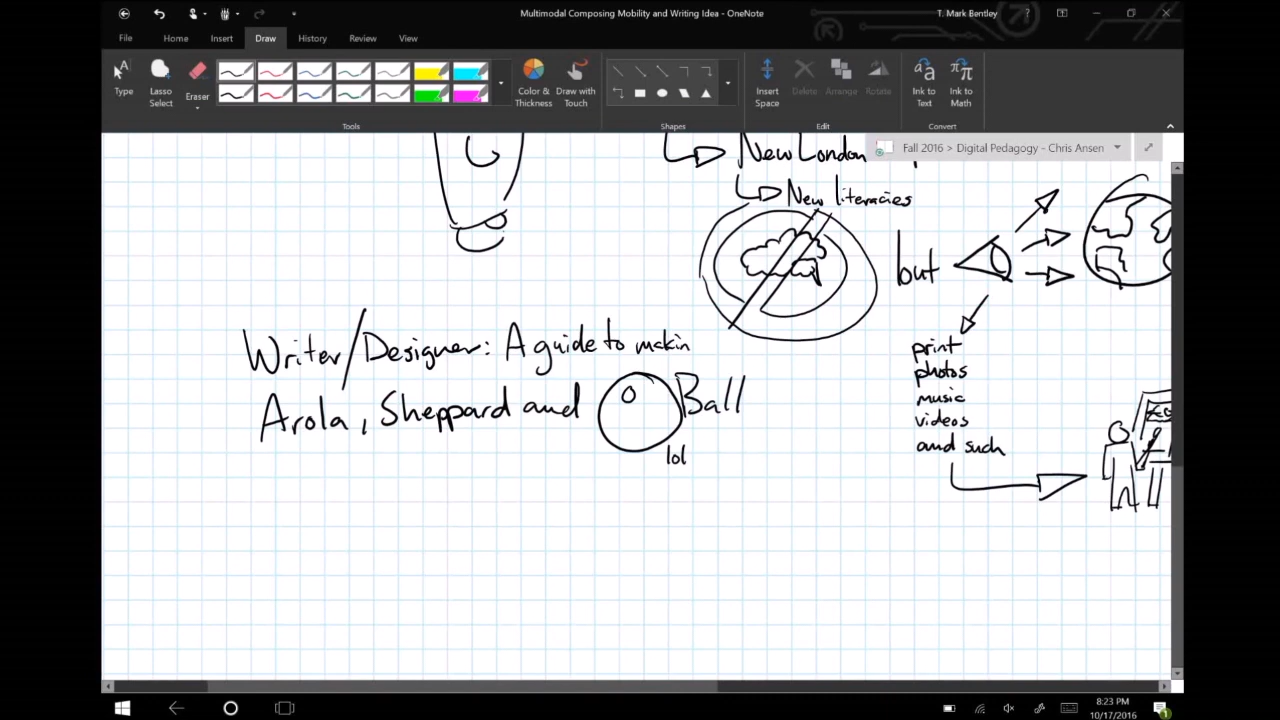 Multimodal Composing Mobility and Writing Idea - OneNote
T. Mark Bentley
?
File
Home
Insert
Draw
History
Review
View
Type
Lasso Select
Eraser
Color & Thickness
Draw with Touch
Insert Space
Delete
Arrange
Rotate
Ink to Text
Ink to Math
Tools
Shapes
Edit
Convert
Fall 2016 > Digital Pedagogy - Chris Ansen
New London
New literacies
but
Writer/Designer: A guide to makin
Arola, Sheppard and Ball
lol
print
photos
music
videos
and such
8:23 PM
10/17/2016
1